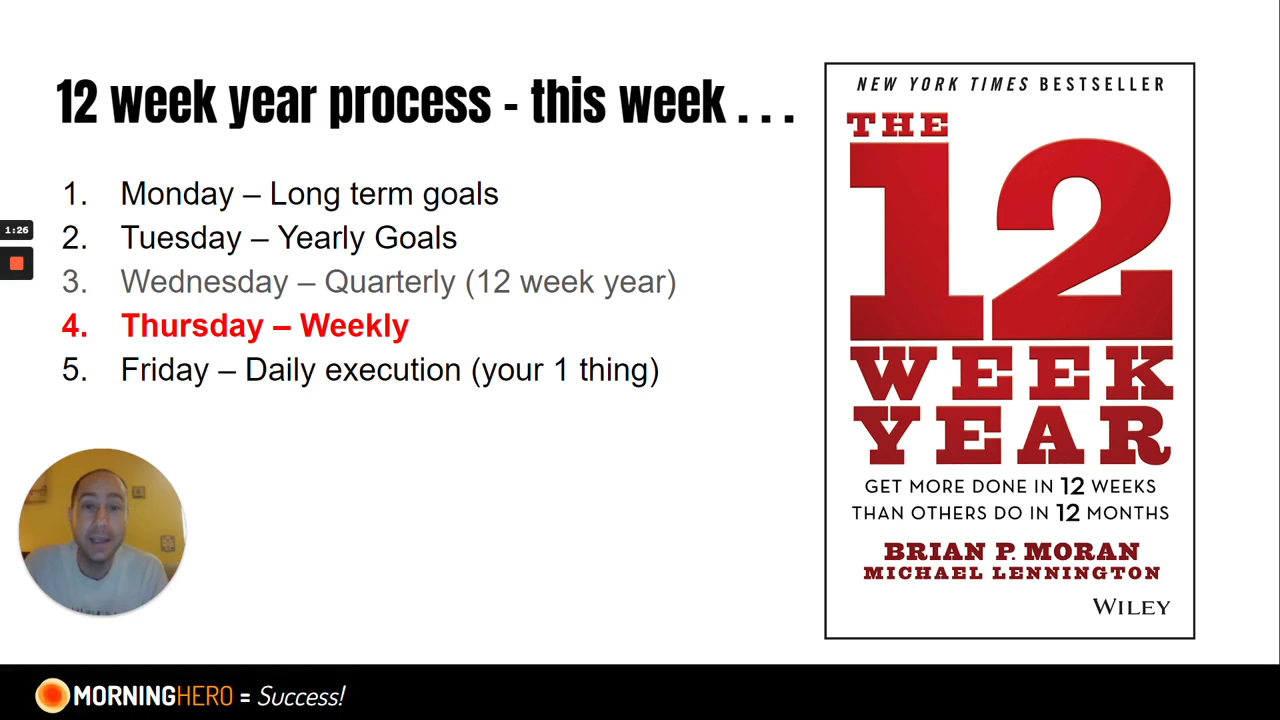 12 week year process - this week . . .
1. Monday – Long term goals
2. Tuesday – Yearly Goals
3. Wednesday – Quarterly (12 week year)
4. Thursday – Weekly
5. Friday – Daily execution (your 1 thing)
1:26
NEW YORK TIMES BESTSELLER
THE
12
WEEK
YEAR
GET MORE DONE IN 12 WEEKS
THAN OTHERS DO IN 12 MONTHS
BRIAN P. MORAN
MICHAEL LENNINGTON
WILEY
MORNINGHERO = Success!